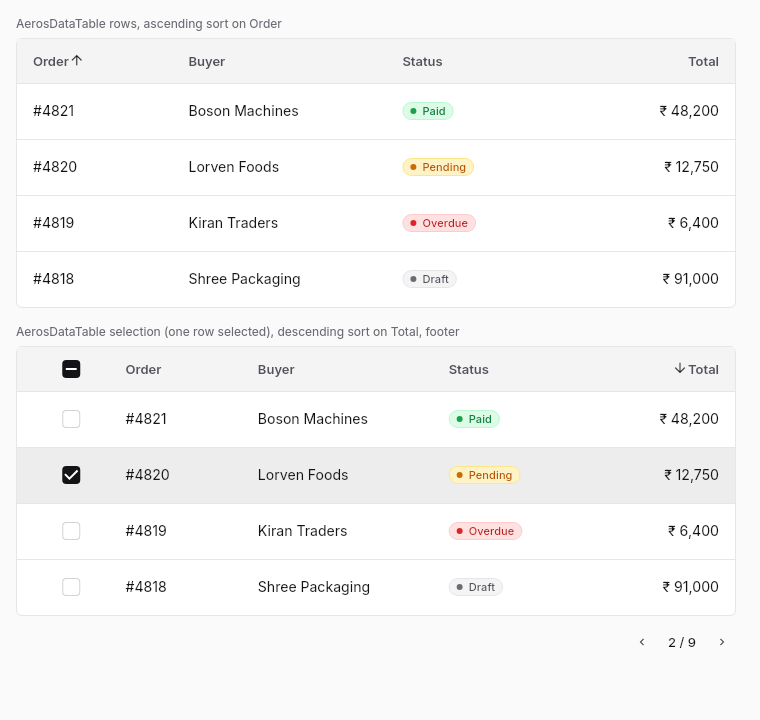 AerosDataTable rows, ascending sort on Order
Order Buyer Status Total
#4821 Boson Machines Paid ₹ 48,200
#4820 Lorven Foods Pending ₹ 12,750
#4819 Kiran Traders Overdue ₹ 6,400
#4818 Shree Packaging Draft ₹ 91,000
AerosDataTable selection (one row selected), descending sort on Total, footer
Order Buyer Status Total
#4821 Boson Machines Paid ₹ 48,200
#4820 Lorven Foods Pending ₹ 12,750
#4819 Kiran Traders Overdue ₹ 6,400
#4818 Shree Packaging Draft ₹ 91,000
2 / 9